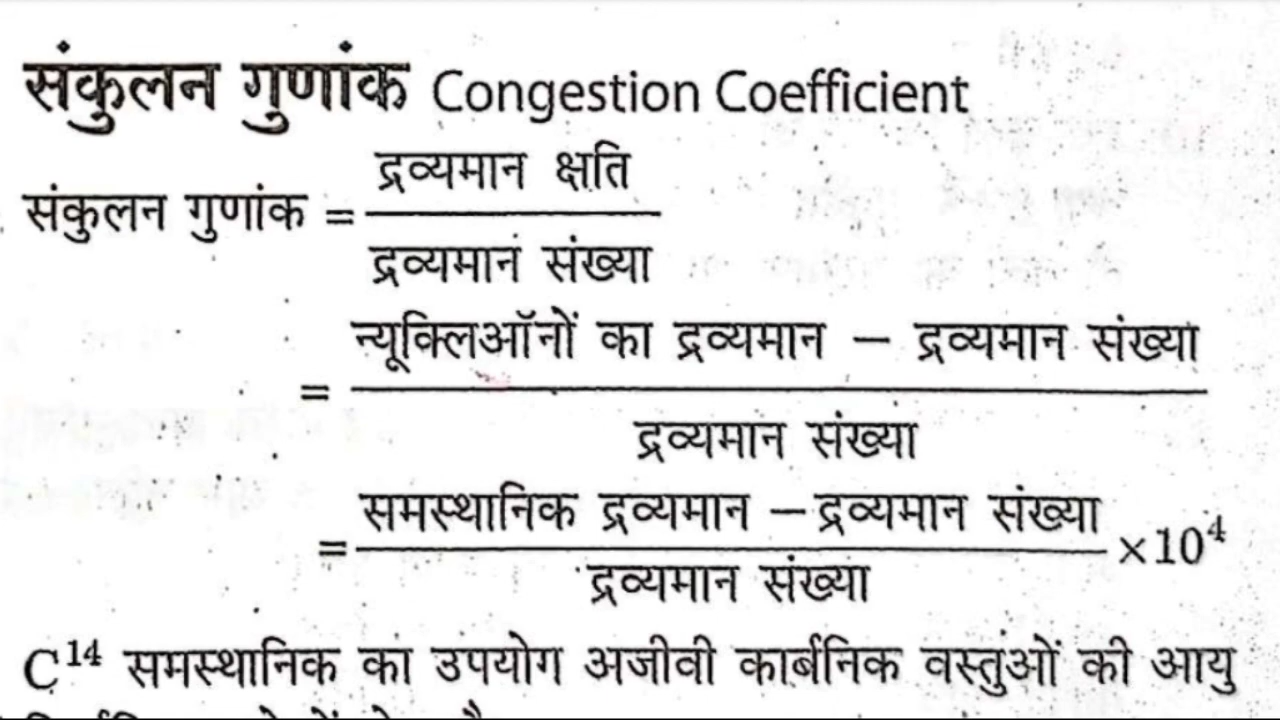 संकुलन गुणांक Congestion Coefficient
संकुलन गुणांक = द्रव्यमान क्षति
द्रव्यमान संख्या
= न्यूक्लिऑनों का द्रव्यमान – द्रव्यमान संख्या
द्रव्यमान संख्या
= समस्थानिक द्रव्यमान – द्रव्यमान संख्या ×10⁴
द्रव्यमान संख्या
C¹⁴ समस्थानिक का उपयोग अजीवी कार्बनिक वस्तुओं की आयु